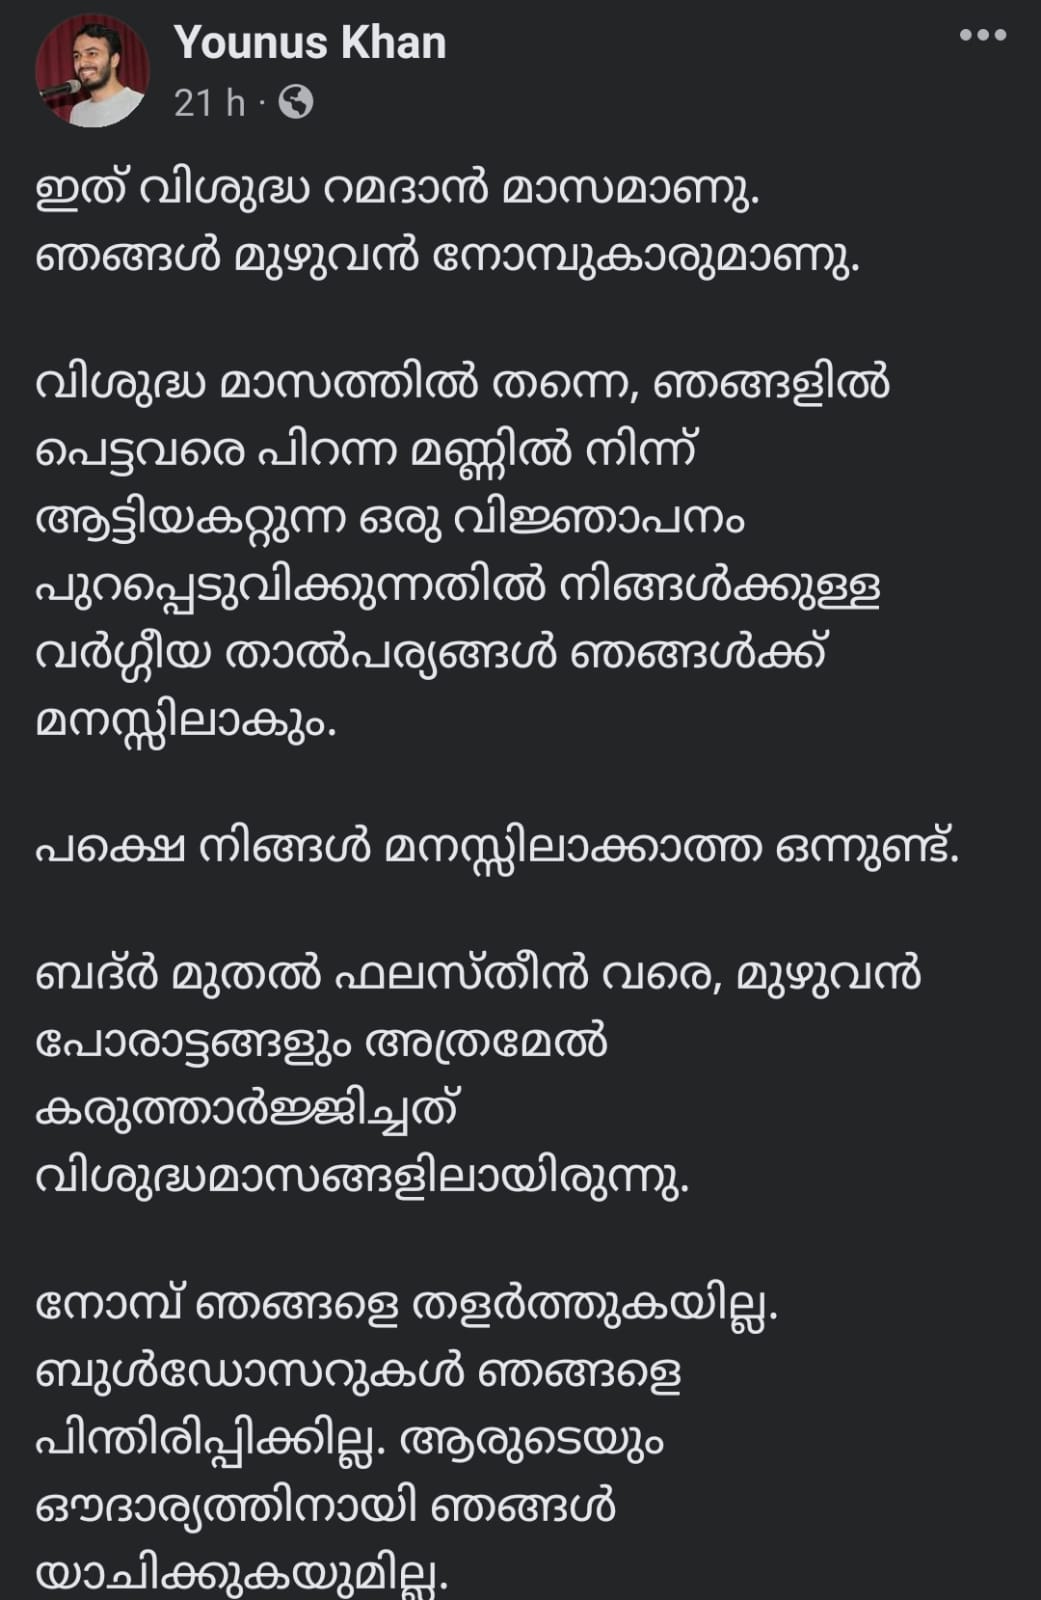 Younus Khan
21 h ·
ഇത് വിശുദ്ധ റമദാൻ മാസമാണു.
ഞങ്ങൾ മുഴുവൻ നോമ്പുകാരുമാണു.
വിശുദ്ധ മാസത്തിൽ തന്നെ, ഞങ്ങളിൽ
പെട്ടവരെ പിറന്ന മണ്ണിൽ നിന്ന്
ആട്ടിയകറ്റുന്ന ഒരു വിജ്ഞാപനം
പുറപ്പെടുവിക്കുന്നതിൽ നിങ്ങൾക്കുള്ള
വർഗ്ഗീയ താൽപര്യങ്ങൾ ഞങ്ങൾക്ക്
മനസ്സിലാകും.
പക്ഷെ നിങ്ങൾ മനസ്സിലാക്കാത്ത ഒന്നുണ്ട്.
ബദ്ർ മുതൽ ഫലസ്തീൻ വരെ, മുഴുവൻ
പോരാട്ടങ്ങളും അത്രമേൽ
കരുത്താർജ്ജിച്ചത്
വിശുദ്ധമാസങ്ങളിലായിരുന്നു.
നോമ്പ് ഞങ്ങളെ തളർത്തുകയില്ല.
ബുൾഡോസറുകൾ ഞങ്ങളെ
പിന്തിരിപ്പിക്കില്ല. ആരുടെയും
ഔദാര്യത്തിനായി ഞങ്ങൾ
യാചിക്കുകയുമില്ല.